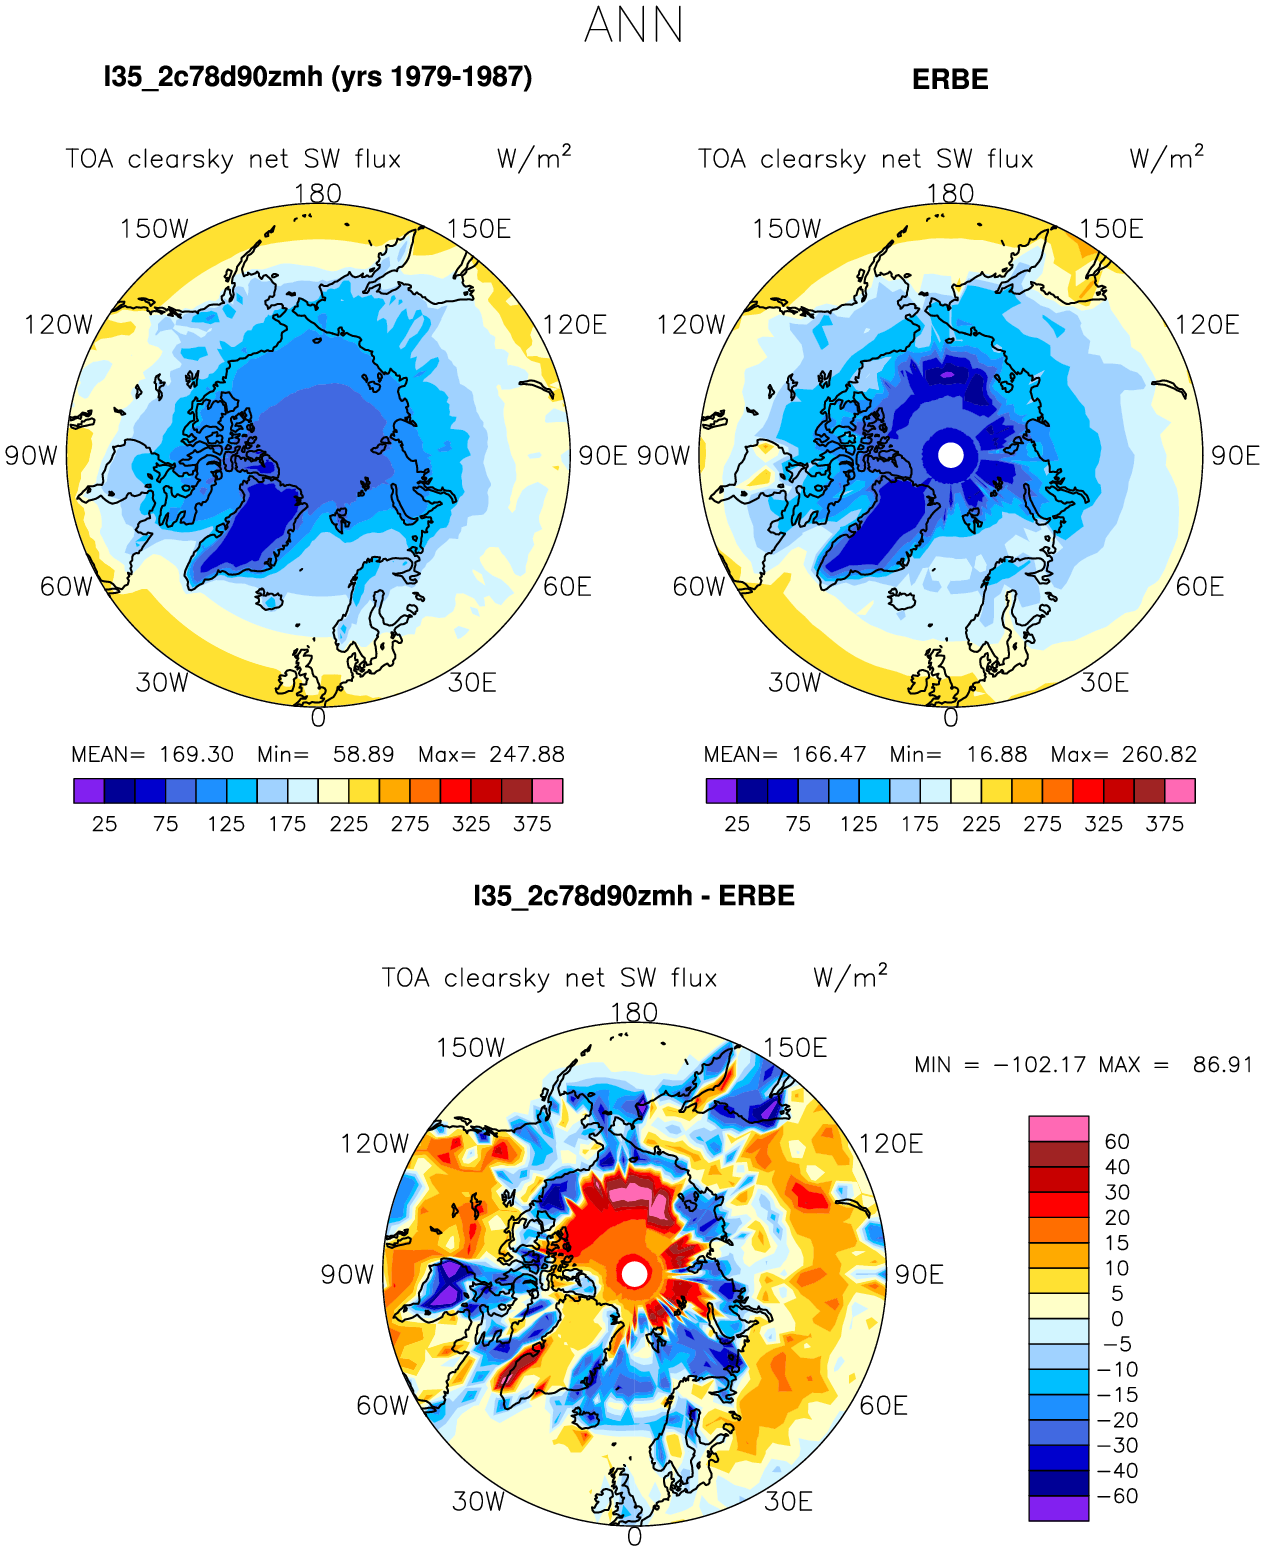 ANN
l35_2c78d90zmh (yrs 1979-1987)
ERBE
TOA clearsky net SW flux W/m²
TOA clearsky net SW flux W/m²
180
180
150W 150E
150W 150E
120W 120E
120W 120E
90W 90E
90W 90E
60W 60E
60W 60E
30W 30E
30W 30E
0
0
MEAN= 169.30 Min= 58.89 Max= 247.88
MEAN= 166.47 Min= 16.88 Max= 260.82
25 75 125 175 225 275 325 375
25 75 125 175 225 275 325 375
l35_2c78d90zmh - ERBE
TOA clearsky net SW flux W/m²
180
150W 150E
MIN = −102.17 MAX = 86.91
120W 120E
90W 90E
60W 60E
30W 30E
0
60
40
30
20
15
10
5
0
−5
−10
−15
−20
−30
−40
−60